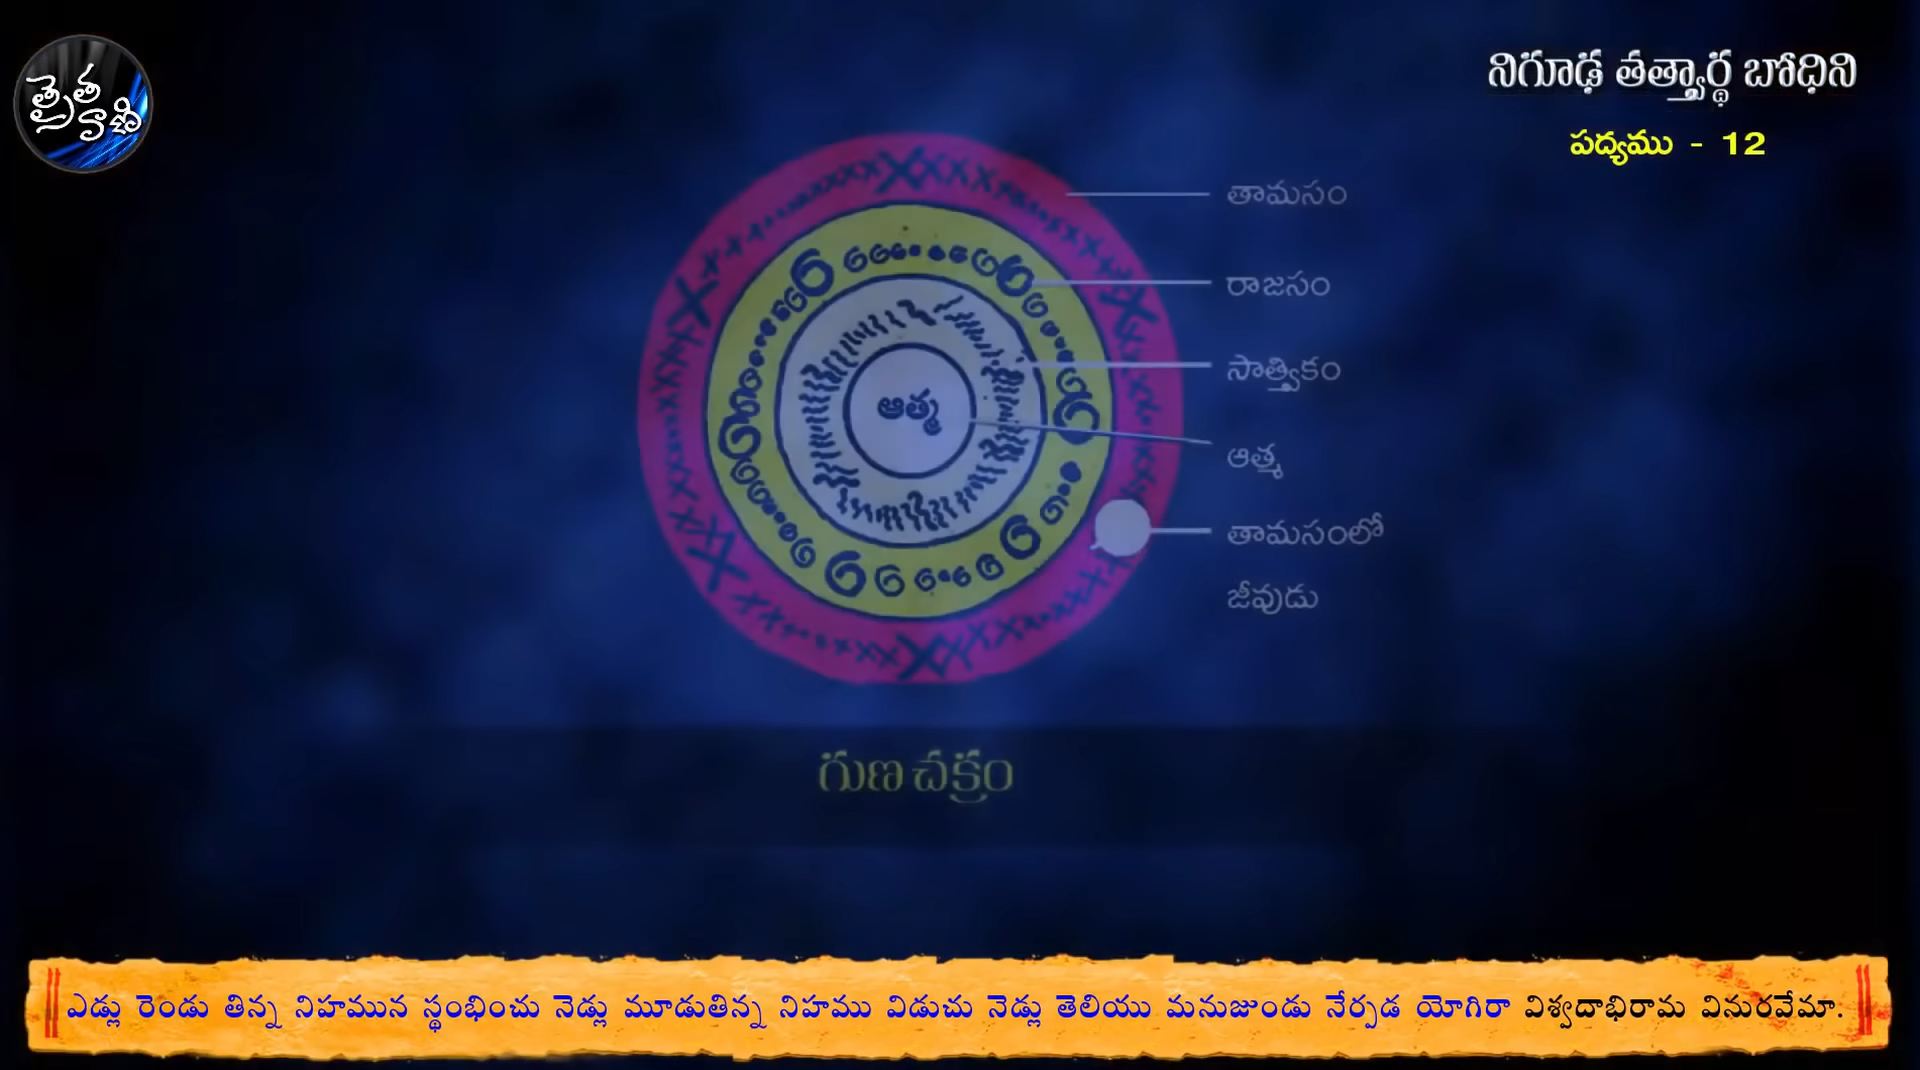 త్రైత
వాణి
నిగూఢ తత్త్వార్థ బోధిని
పద్యము - 12
తామసం
రాజసం
సాత్త్వికం
ఆత్మ
ఆత్మ
తామసంలో
జీవుడు
గుణ చక్రం
|| ఎడ్లు రెండు తిన్న నిహమున స్థంభించు నెడ్లు మూడుతిన్న నిహము విడుచు నెడ్లు తెలియు మనుజుండు నేర్పడ యోగిరా విశ్వదాభిరామ వినురవేమా. ||